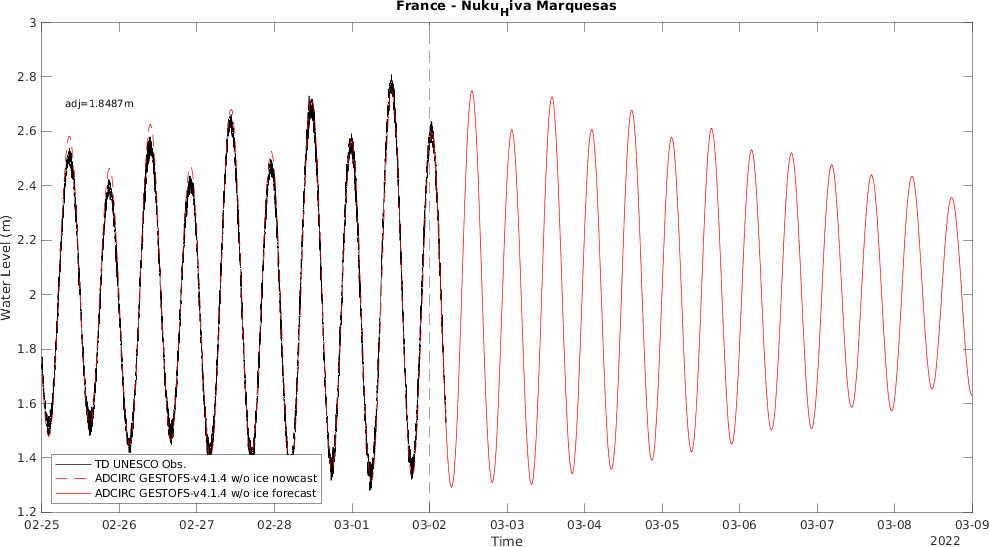 France - Nuku_Hiva Marquesas
3
2.8
adj=1.8487m
2.6
2.4
2.2
Water Level (m)
2
1.8
1.6
1.4
1.2
TD UNESCO Obs.
ADCIRC GESTOFS-v4.1.4 w/o ice nowcast
ADCIRC GESTOFS-v4.1.4 w/o ice forecast
02-25 02-26 02-27 02-28 03-01 03-02 03-03 03-04 03-05 03-06 03-07 03-08 03-09
Time
2022